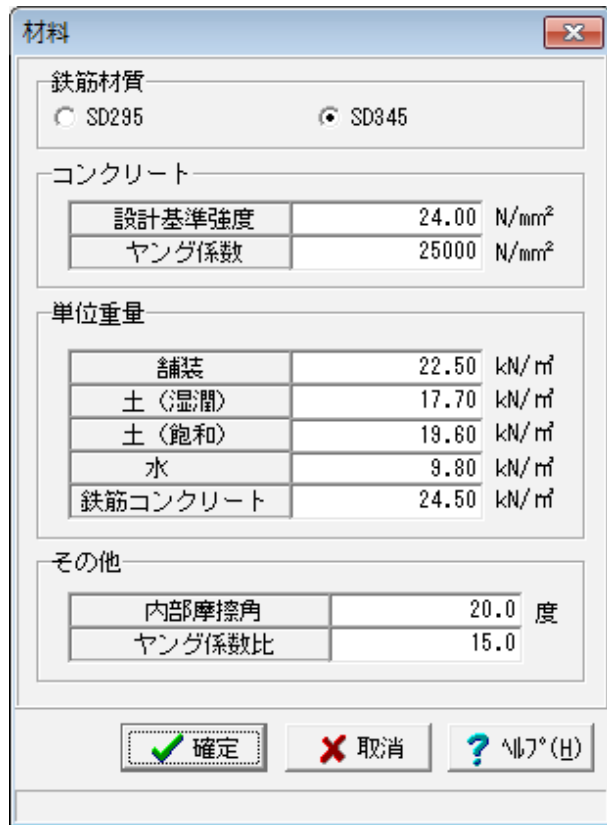 材料
鉄筋材質
SD295 SD345
コンクリート
設計基準強度 24.00 N/mm²
ヤング係数 25000 N/mm²
単位重量
舗装 22.50 kN/㎥
土（湿潤） 17.70 kN/㎥
土（飽和） 19.60 kN/㎥
水 9.80 kN/㎥
鉄筋コンクリート 24.50 kN/㎥
その他
内部摩擦角 20.0 度
ヤング係数比 15.0
確定 取消 ? ﾍﾙﾌﾟ(H)